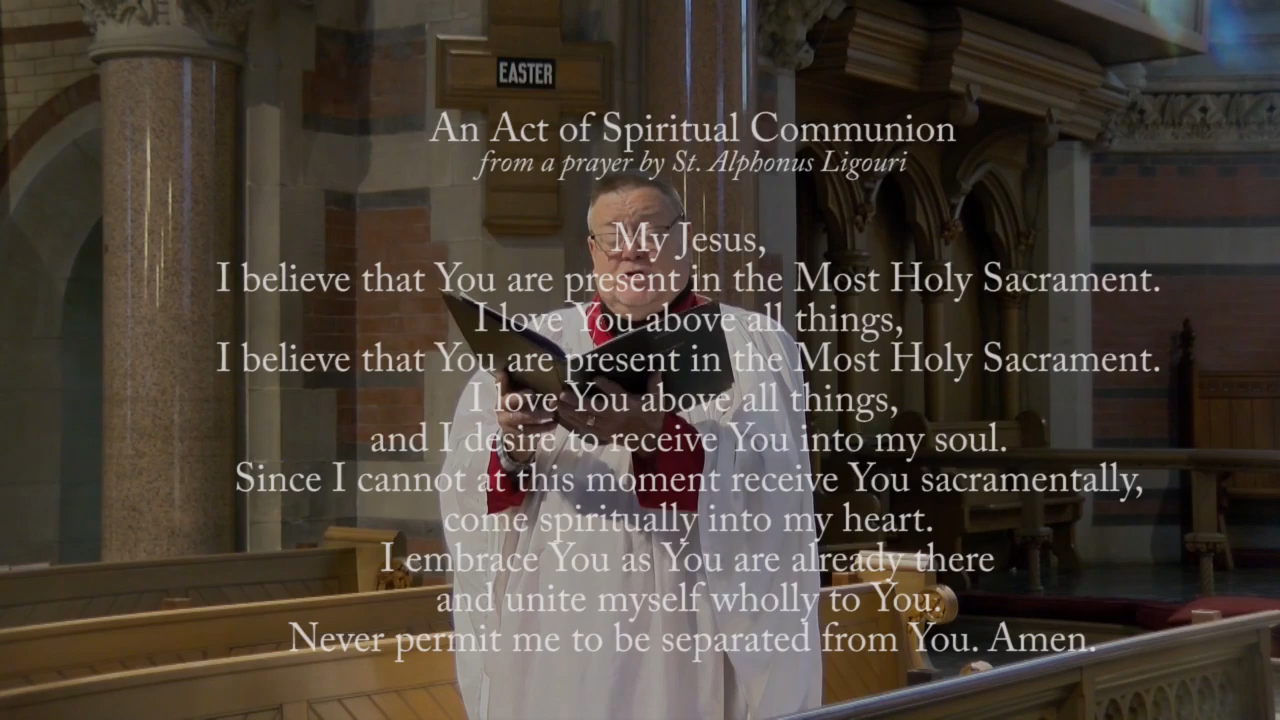 EASTER
An Act of Spiritual Communion
from a prayer by St. Alphonus Ligouri
My Jesus,
I believe that You are present in the Most Holy Sacrament.
I love You above all things,
I believe that You are present in the Most Holy Sacrament.
I love You above all things,
and I desire to receive You into my soul.
Since I cannot at this moment receive You sacramentally,
come spiritually into my heart.
I embrace You as You are already there
and unite myself wholly to You.
Never permit me to be separated from You. Amen.